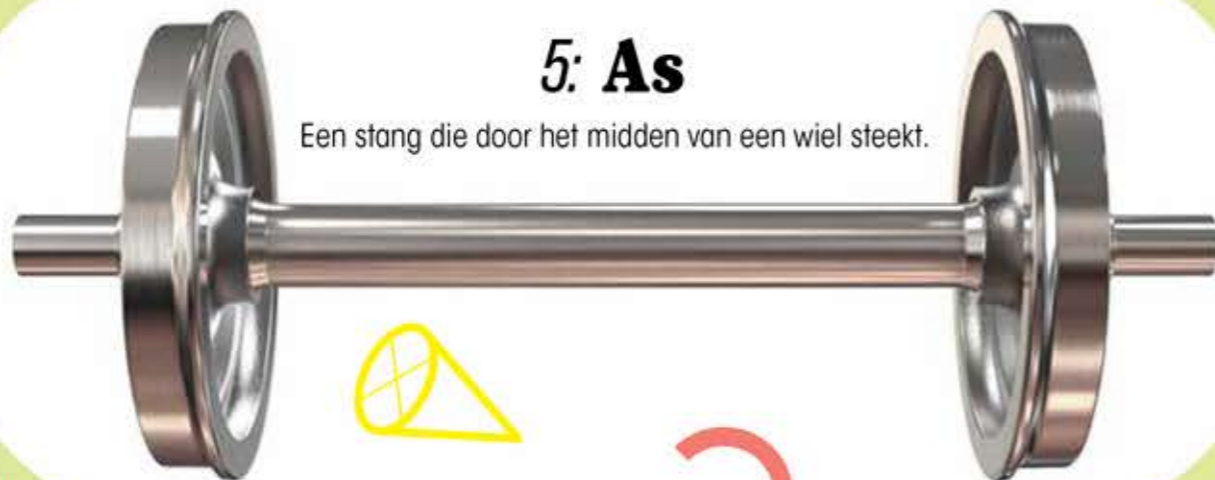 5: As
Een stang die door het midden van een wiel steekt.